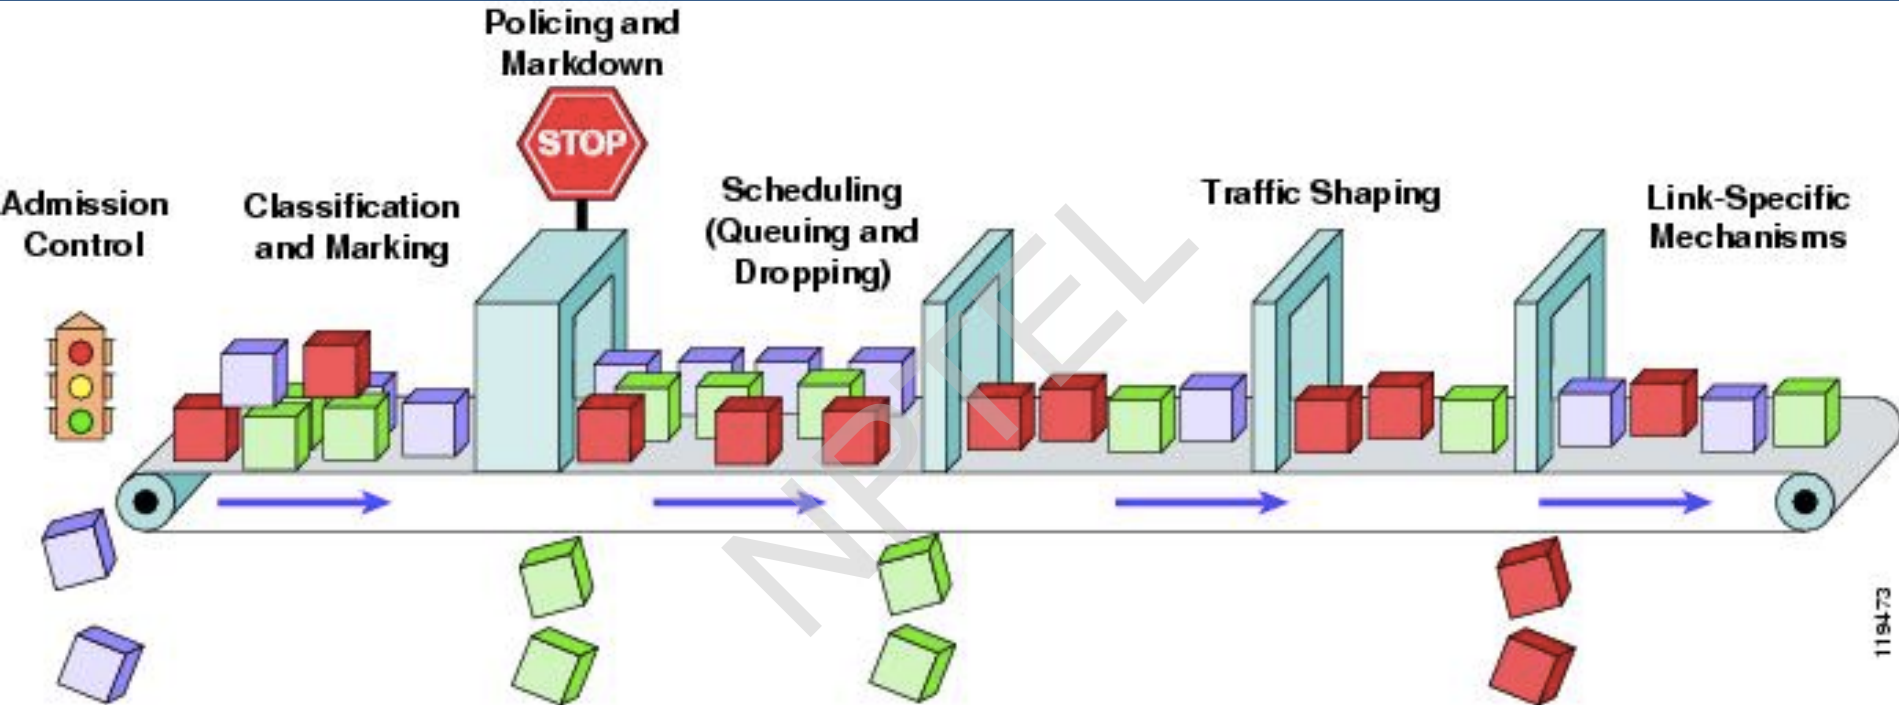 Policing and
Markdown
STOP
Admission
Control
Classification
and Marking
Scheduling
(Queuing and
Dropping)
Traffic Shaping
Link-Specific
Mechanisms
NPTEL
119473